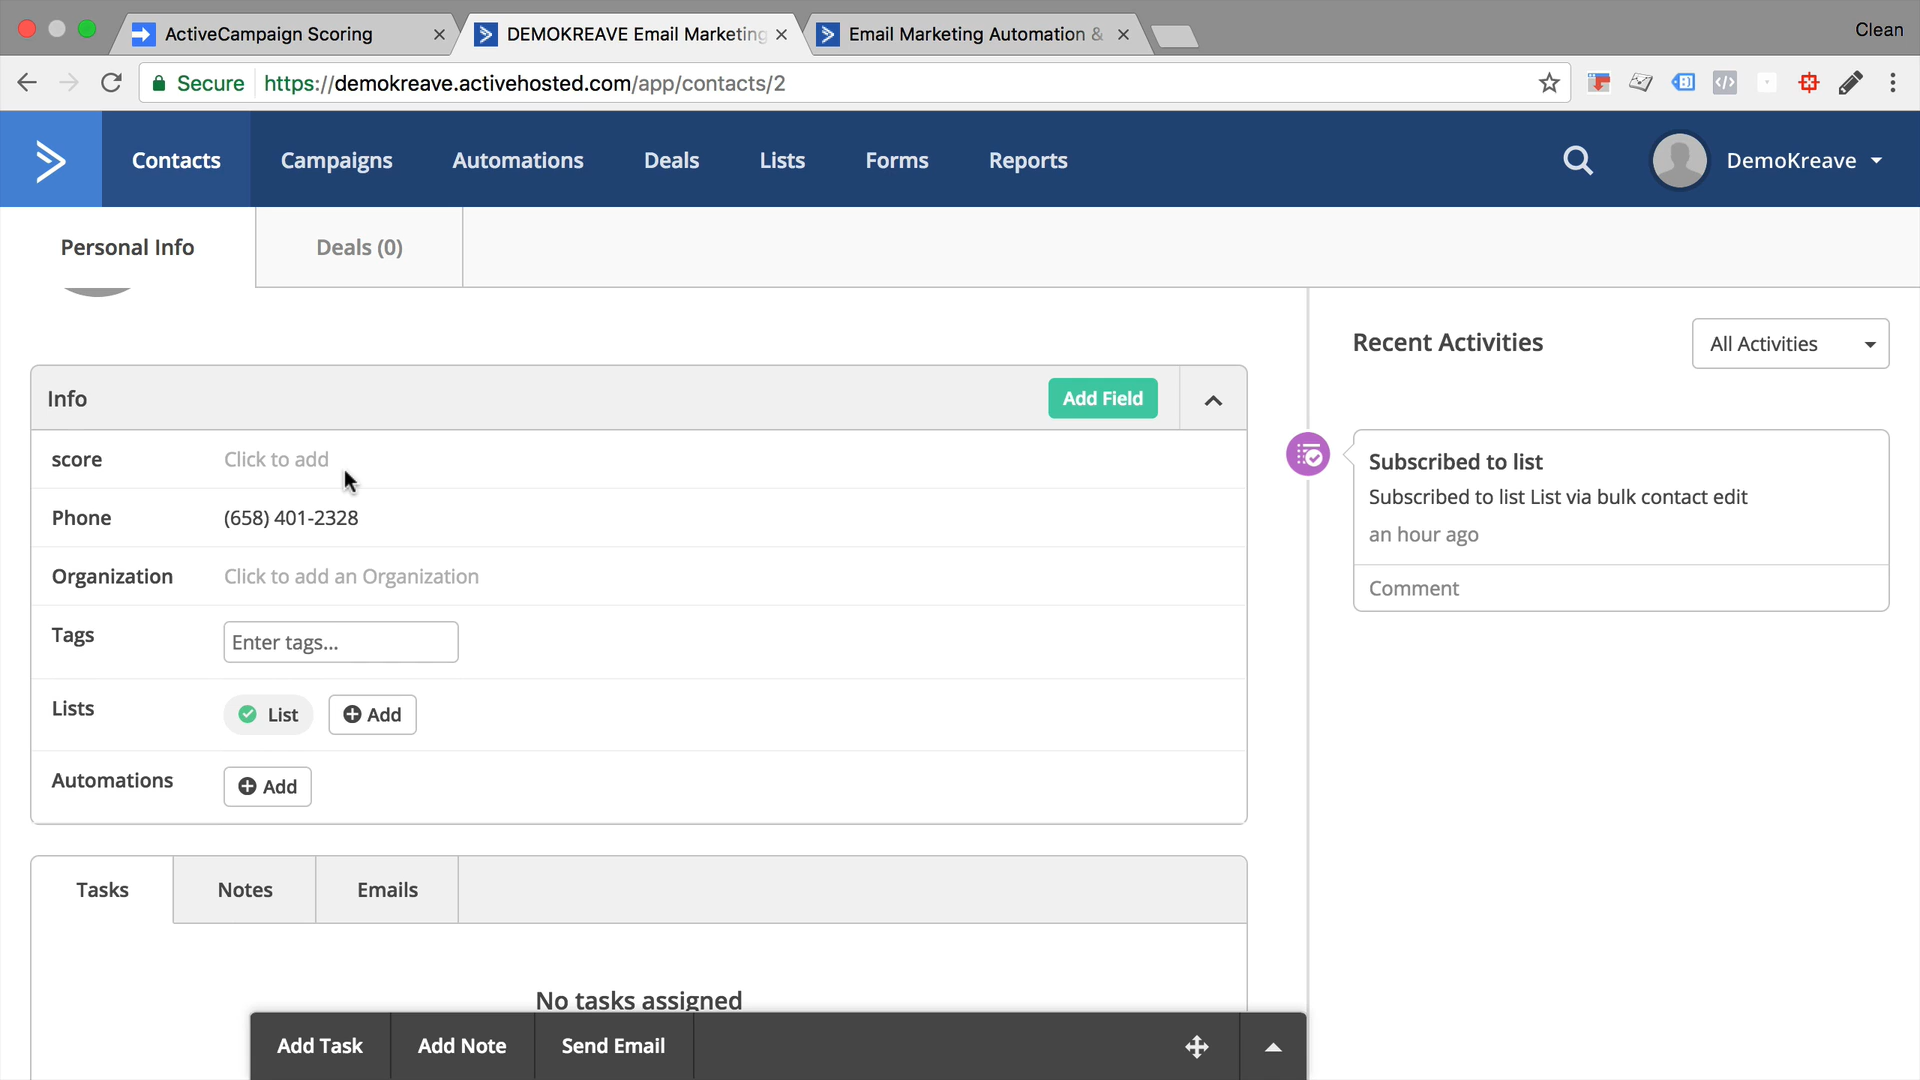 ActiveCampaign Scoring
DEMOKREAVE Email Marketing
Email Marketing Automation &
Clean
Secure
https://demokreave.activehosted.com/app/contacts/2
Contacts
Campaigns
Automations
Deals
Lists
Forms
Reports
DemoKreave
Personal Info
Deals (0)
Recent Activities
All Activities
Info
Add Field
score
Click to add
Phone
(658) 401-2328
Organization
Click to add an Organization
Tags
Enter tags...
Lists
List
Add
Automations
Add
Subscribed to list
Subscribed to list List via bulk contact edit
an hour ago
Comment
Tasks
Notes
Emails
No tasks assigned
Add Task
Add Note
Send Email